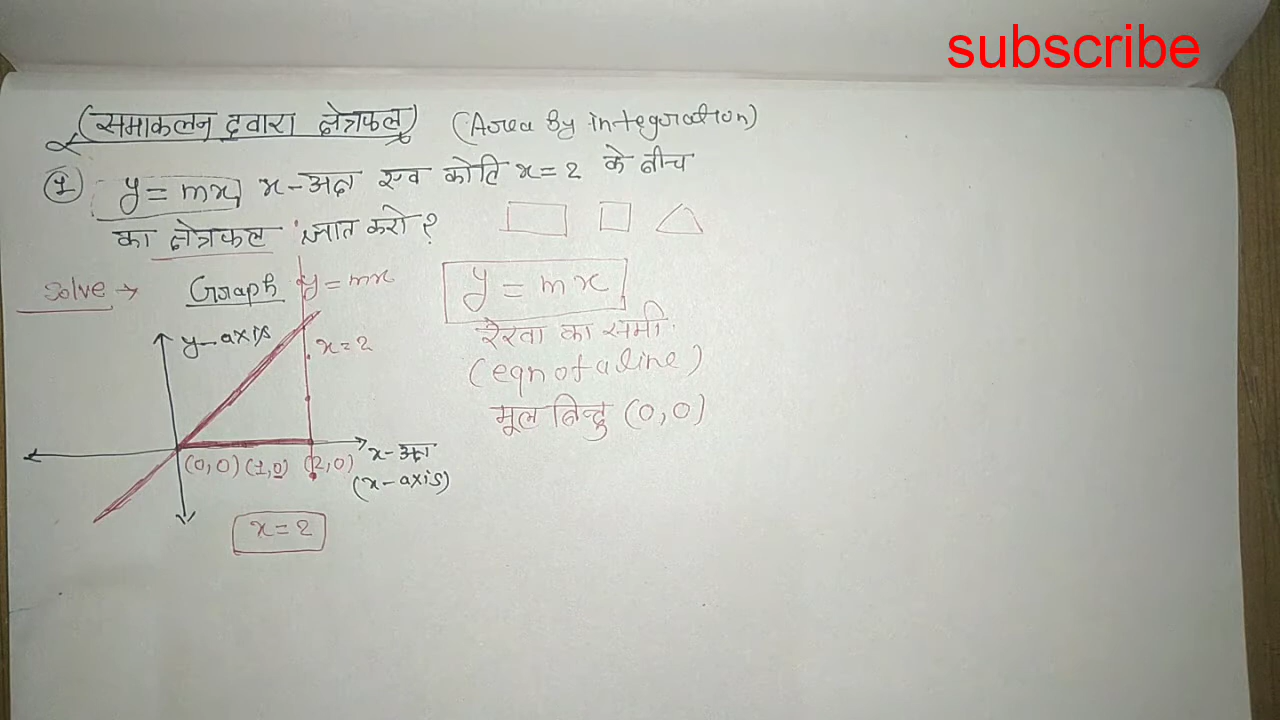 subscribe
(समाकलन द्वारा क्षेत्रफल) (Area By integration)
1 y = mx, x-अक्ष एव कोटि x = 2 के बीच
का क्षेत्रफल ज्ञात करो?
Solve → Graph y = mx
y = mx
y-axis
x = 2
रेखा का समी.
(eqn of a line)
मूल बिन्दु (0,0)
(0,0) (1,0) (2,0) x-अक्ष
(x-axis)
x = 2